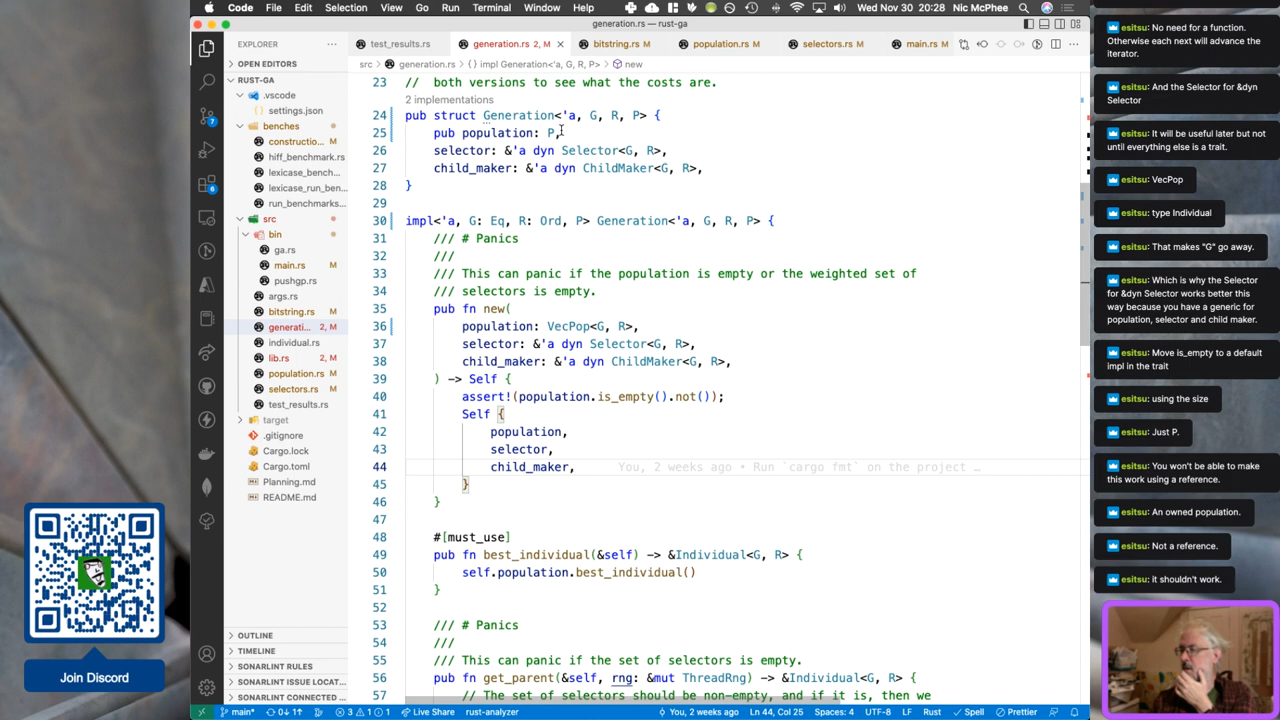 Code File Edit Selection View Go Run Terminal Window Help
Wed Nov 30 20:28 Nic McPhee
generation.rs — rust-ga
EXPLORER
OPEN EDITORS
RUST-GA
.vscode
settings.json
benches
constructio...
hiff_benchmark.rs
lexicase_bench...
lexicase_run_ben...
run_benchmarks...
src
bin
ga.rs
main.rs M
pushgp.rs
args.rs
bitstring.rs M
generati... 2, M
individual.rs
lib.rs 2, M
population.rs M
selectors.rs M
test_results.rs
target
.gitignore
Cargo.lock
Cargo.toml
Planning.md
README.md
OUTLINE
TIMELINE
SONARLINT RULES
SONARLINT ISSUE LOCAT...
SONARLINT CONNECTED ...
test_results.rs generation.rs 2, M bitstring.rs M population.rs M selectors.rs M main.rs M
src > generation.rs > { } impl Generation<'a, G, R, P> > new
23 // both versions to see what the costs are.
2 implementations
24 pub struct Generation<'a, G, R, P> {
25 pub population: P,
26 selector: &'a dyn Selector<G, R>,
27 child_maker: &'a dyn ChildMaker<G, R>,
28 }
29
30 impl<'a, G: Eq, R: Ord, P> Generation<'a, G, R, P> {
31 /// # Panics
32 ///
33 /// This can panic if the population is empty or the weighted set of
34 /// selectors is empty.
35 pub fn new(
36 population: VecPop<G, R>,
37 selector: &'a dyn Selector<G, R>,
38 child_maker: &'a dyn ChildMaker<G, R>,
39 ) -> Self {
40 assert!(population.is_empty().not());
41 Self {
42 population,
43 selector,
44 child_maker, You, 2 weeks ago • Run `cargo fmt` on the project …
45 }
46 }
47
48 #[must_use]
49 pub fn best_individual(&self) -> &Individual<G, R> {
50 self.population.best_individual()
51 }
52
53 /// # Panics
54 ///
55 /// This can panic if the set of selectors is empty.
56 pub fn get_parent(&self, rng: &mut ThreadRng) -> &Individual<G, R> {
57 // The set of selectors should be non-empty, and if it is, then we
main* 0↓ 1↑ 3 1 1 Live Share rust-analyzer
You, 2 weeks ago Ln 44, Col 25 Spaces: 4 UTF-8 LF Rust Spell Prettier
Join Discord
esitsu: No need for a function.
Otherwise each next will advance the
iterator.
esitsu: And the Selector for &dyn
Selector
esitsu: It will be useful later but not
until everything else is a trait.
esitsu: VecPop
esitsu: type Individual
esitsu: That makes "G" go away.
esitsu: Which is why the Selector
for &dyn Selector works better this
way because you have a generic for
population, selector and child maker.
esitsu: Move is_empty to a default
impl in the trait
esitsu: using the size
esitsu: Just P.
esitsu: You won't be able to make
this work using a reference.
esitsu: An owned population.
esitsu: Not a reference.
esitsu: it shouldn't work.